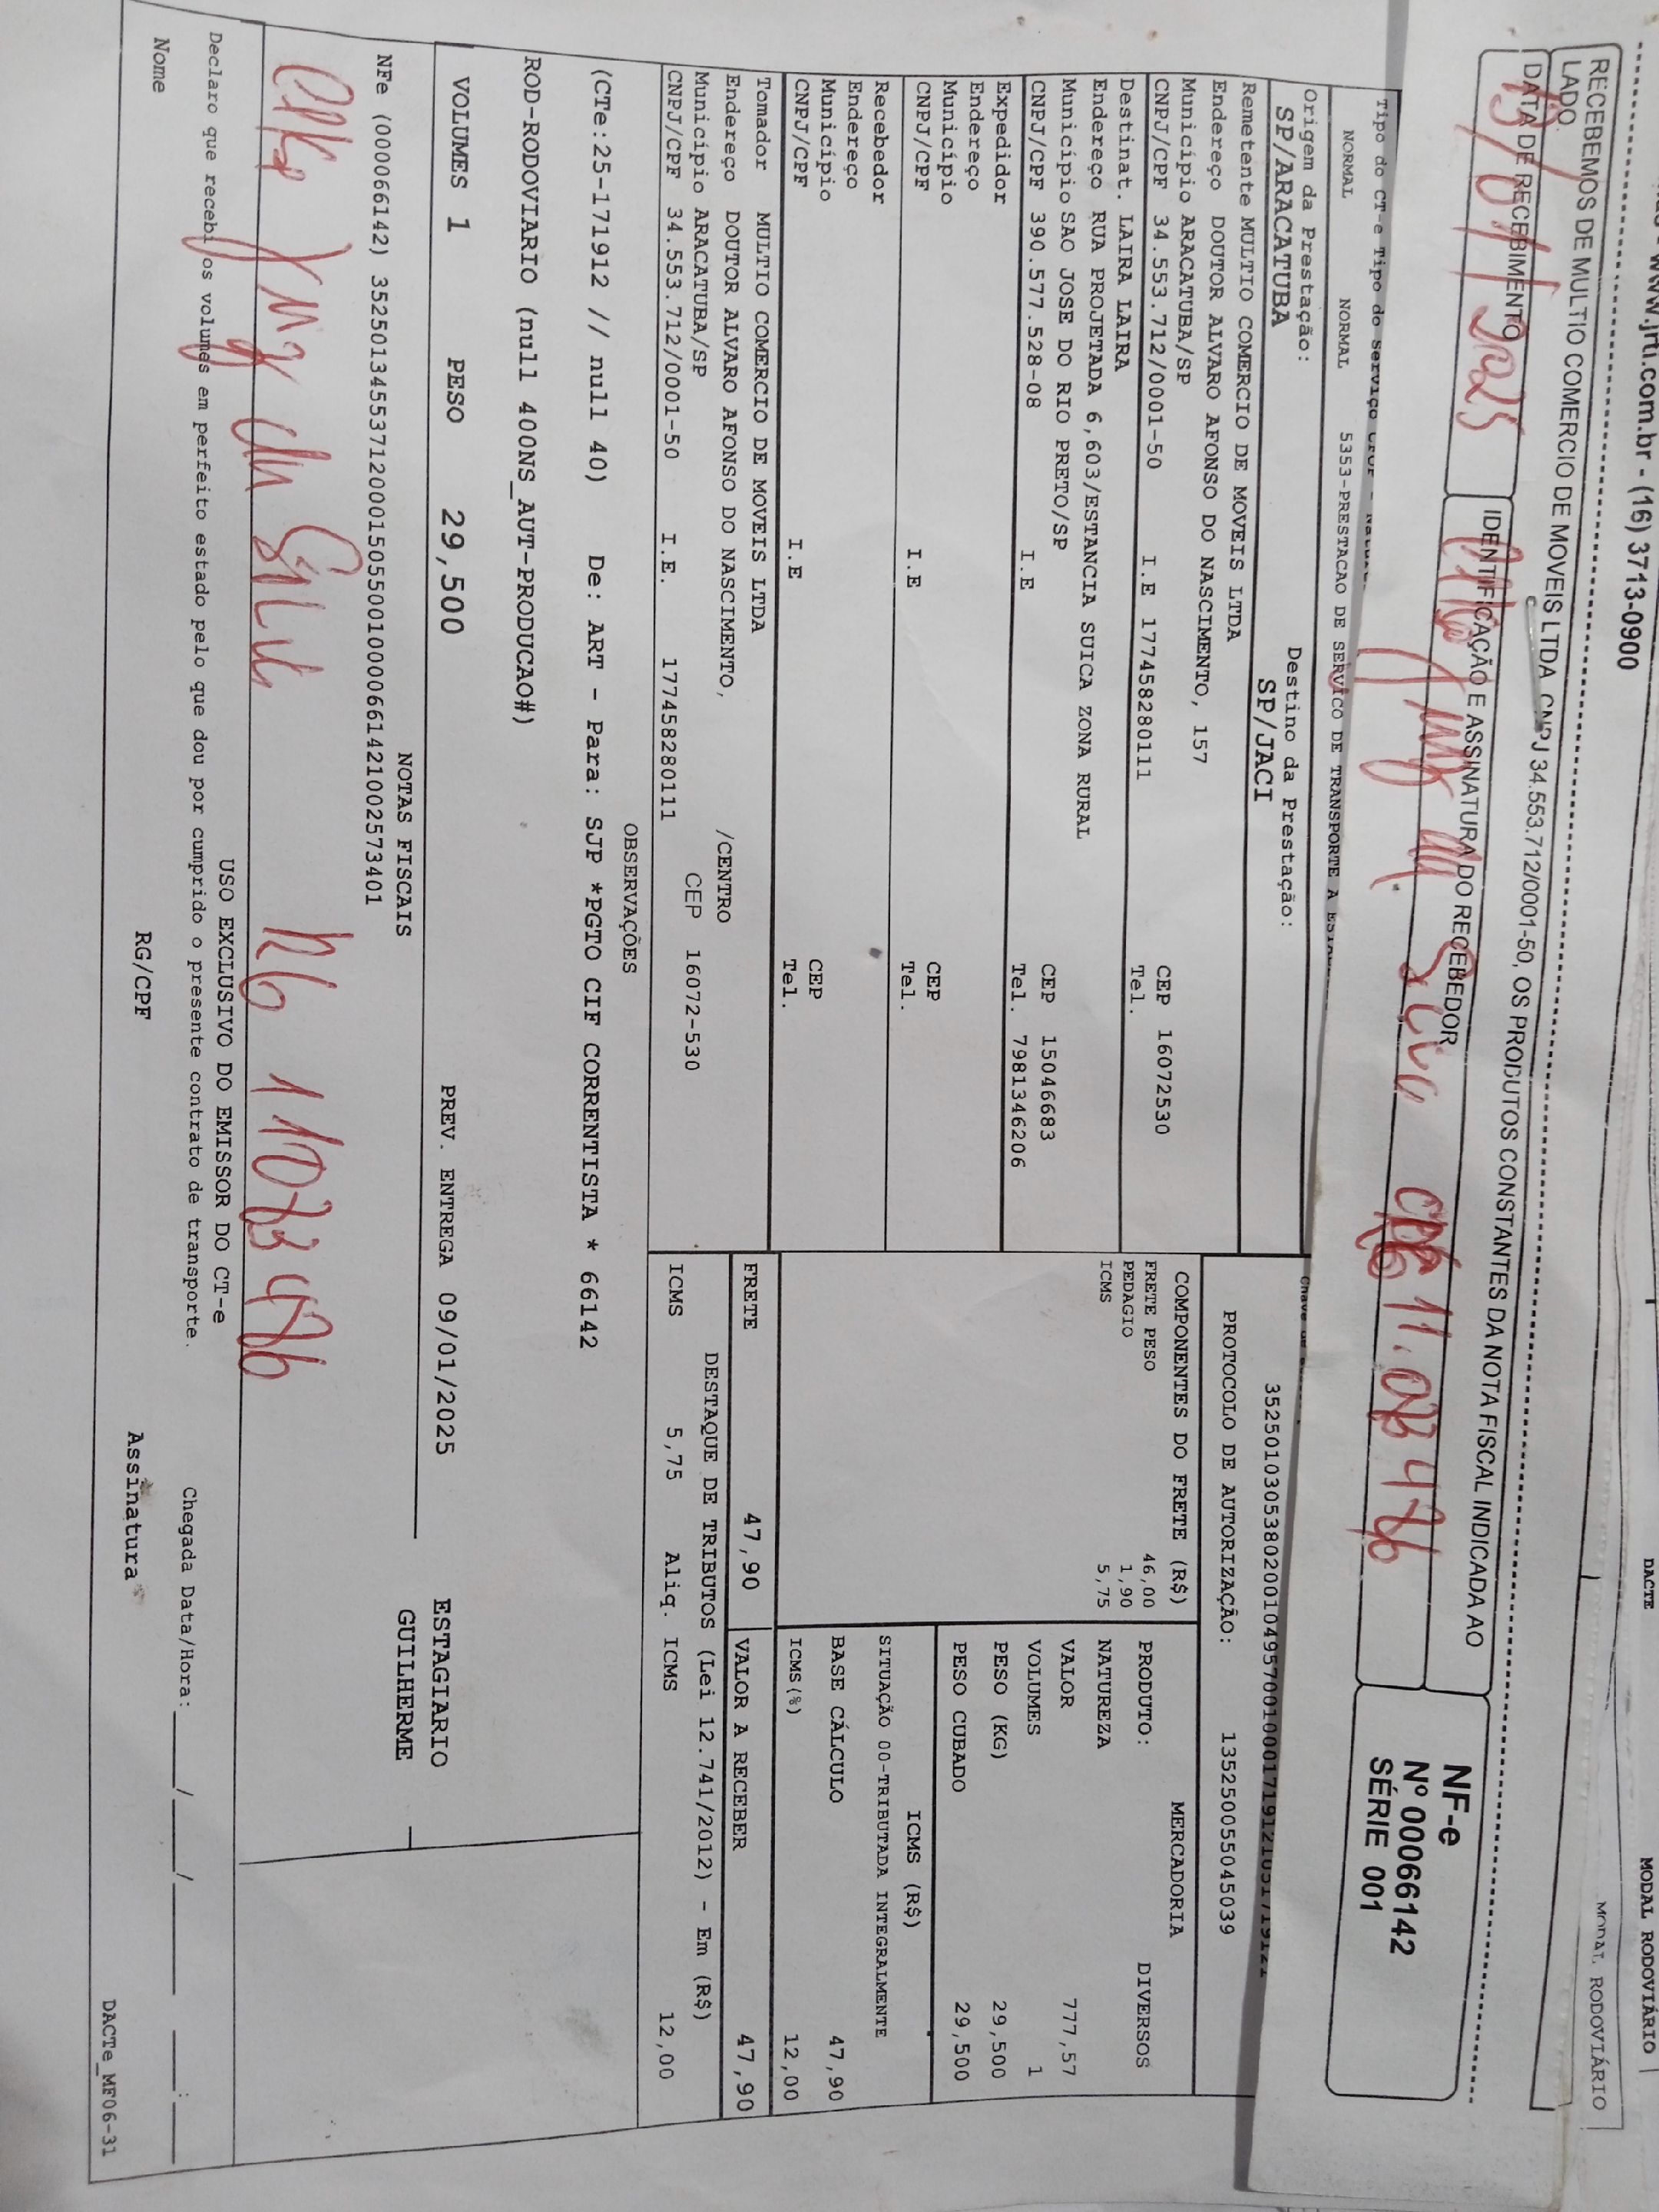 www.jrti.com.br - (16) 3713-0900
DACTE
MODAL RODOVIÁRIO
MODAL RODOVIÁRIO
RECEBEMOS DE MULTIO COMERCIO DE MOVEIS LTDA CNPJ 34.553.712/0001-50, OS PRODUTOS CONSTANTES DA NOTA FISCAL INDICADA AO
LADO.
DATA DE RECEBIMENTO
IDENTIFICAÇÃO E ASSINATURA DO RECEBEDOR
2025
NF-e
Nº 00066142
SÉRIE 001
Tipo do CT-e Tipo do Serviço
NORMAL NORMAL 5353-PRESTACAO DE SERVICO DE TRANSPORTE A
Origem da Prestação:
SP/ARACATUBA
Destino da Prestação:
SP/JACI
PROTOCOLO DE AUTORIZAÇÃO: 135250055045039
Remetente MULTIO COMERCIO DE MOVEIS LTDA
Endereço DOUTOR ALVARO AFONSO DO NASCIMENTO, 157
Município ARACATUBA/SP CEP 16072530
CNPJ/CPF 34.553.712/0001-50 I.E 177458280111 Tel.
Destinat. LAIRA LAIRA
Endereço RUA PROJETADA 6,603/ESTANCIA SUICA ZONA RURAL
Município SAO JOSE DO RIO PRETO/SP CEP 15046683
CNPJ/CPF 390.577.528-08 I.E Tel. 7981346206
Expedidor
Endereço
Município CEP
CNPJ/CPF I.E Tel.
Recebedor
Endereço
Município CEP
CNPJ/CPF I.E Tel.
Tomador MULTIO COMERCIO DE MOVEIS LTDA
Endereço DOUTOR ALVARO AFONSO DO NASCIMENTO, /CENTRO
Município ARACATUBA/SP CEP 16072-530
CNPJ/CPF 34.553.712/0001-50 I.E. 177458280111
COMPONENTES DO FRETE (R$)
FRETE PESO 46,00
PEDAGIO 1,90
ICMS 5,75
MERCADORIA
PRODUTO: DIVERSOS
NATUREZA
VALOR 777,57
VOLUMES 1
PESO (KG) 29,500
PESO CUBADO 29,500
ICMS (R$)
SITUAÇÃO 00-TRIBUTADA INTEGRALMENTE
BASE CÁLCULO 47,90
ICMS(%) 12,00
FRETE 47,90 VALOR A RECEBER 47,90
DESTAQUE DE TRIBUTOS (Lei 12.741/2012) - Em (R$)
ICMS 5,75 Aliq. ICMS 12,00
OBSERVAÇÕES
(CTe:25-171912 // null 40) De: ART - Para: SJP *PGTO CIF CORRENTISTA * 66142
ROD-RODOVIARIO (null 400NS_AUT-PRODUCAO#)
VOLUMES 1 PESO 29,500 PREV. ENTREGA 09/01/2025
ESTAGIARIO
GUILHERME
NOTAS FISCAIS
NFe (000066142) 35250134553712000150550010000661421002573401
USO EXCLUSIVO DO EMISSOR DO CT-e
Declaro que recebi os volumes em perfeito estado pelo que dou por cumprido o presente contrato de transporte.
Chegada Data/Hora: ____/____/____ ____:____
Nome RG/CPF Assinatura
DACTe_MF06-31